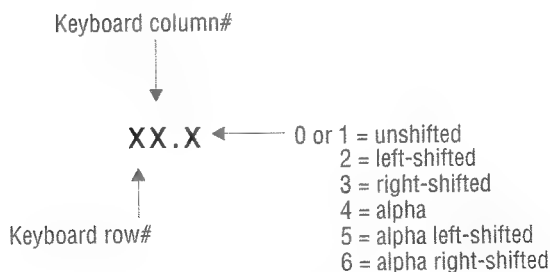 Keyboard column#
XX.X
0 or 1 = unshifted
2 = left-shifted
3 = right-shifted
4 = alpha
5 = alpha left-shifted
6 = alpha right-shifted
Keyboard row#